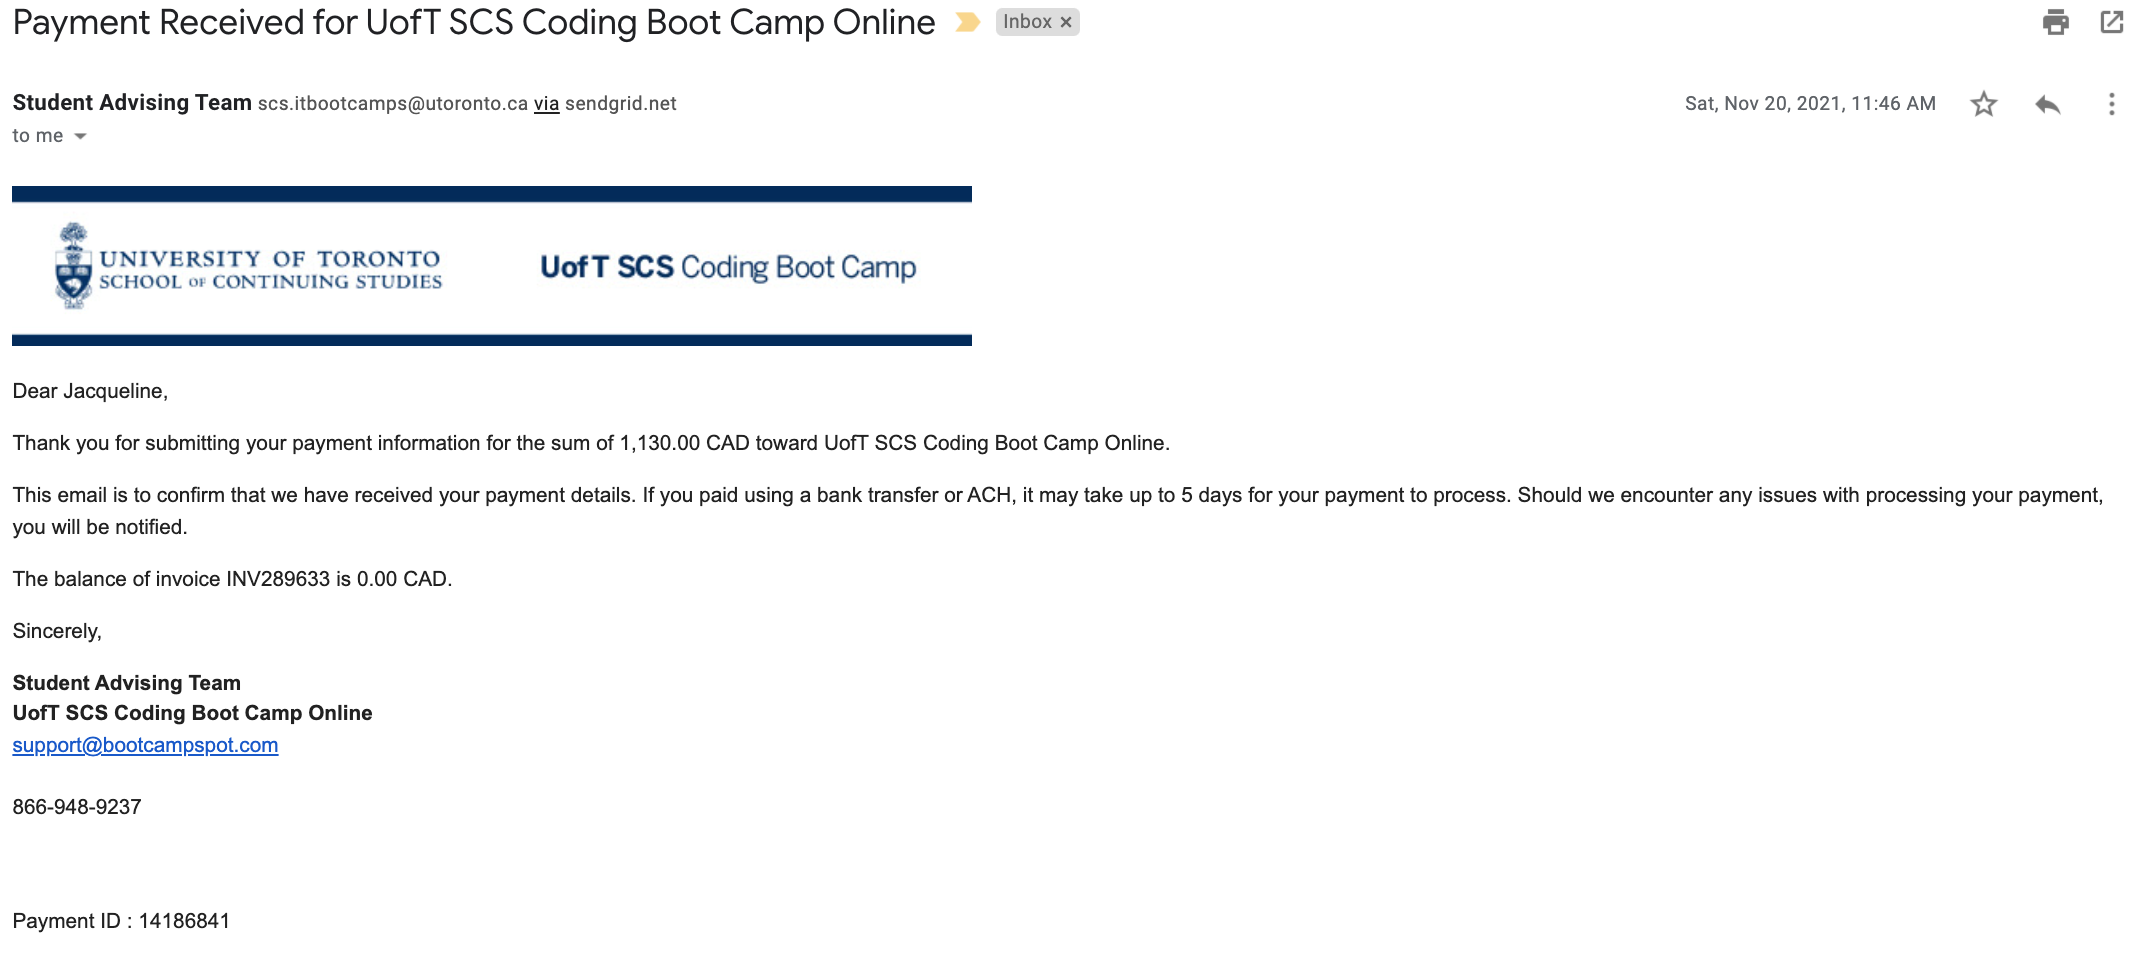 Payment Received for UofT SCS Coding Boot Camp Online Inbox ×
Student Advising Team scs.itbootcamps@utoronto.ca via sendgrid.net Sat, Nov 20, 2021, 11:46 AM
to me
UNIVERSITY OF TORONTO
SCHOOL OF CONTINUING STUDIES
UofT SCS Coding Boot Camp
Dear Jacqueline,
Thank you for submitting your payment information for the sum of 1,130.00 CAD toward UofT SCS Coding Boot Camp Online.
This email is to confirm that we have received your payment details. If you paid using a bank transfer or ACH, it may take up to 5 days for your payment to process. Should we encounter any issues with processing your payment,
you will be notified.
The balance of invoice INV289633 is 0.00 CAD.
Sincerely,
Student Advising Team
UofT SCS Coding Boot Camp Online
support@bootcampspot.com
866-948-9237
Payment ID : 14186841